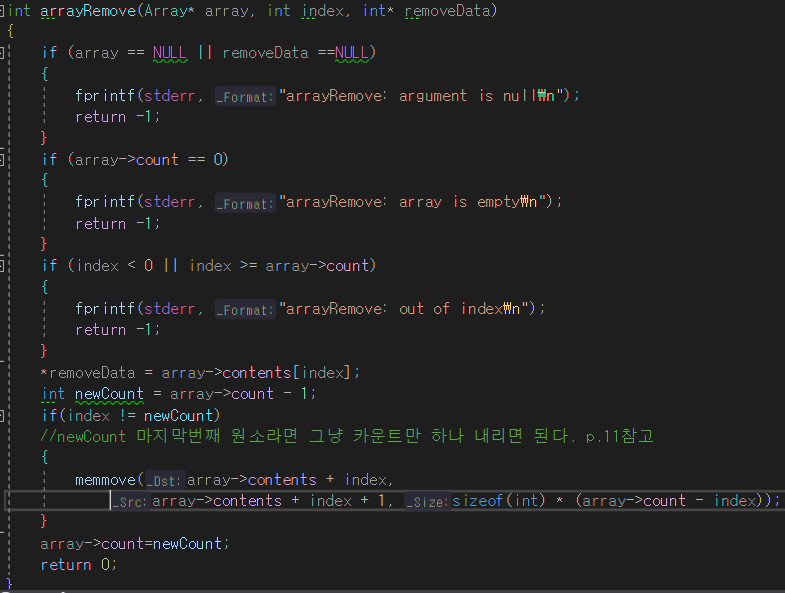 int arrayRemove(Array* array, int index, int* removeData)
{
if (array == NULL || removeData ==NULL)
{
fprintf(stderr, _Format: "arrayRemove: argument is null₩n");
return -1;
}
if (array->count == 0)
{
fprintf(stderr, _Format: "arrayRemove: array is empty₩n");
return -1;
}
if (index < 0 || index >= array->count)
{
fprintf(stderr, _Format: "arrayRemove: out of index₩n");
return -1;
}
*removeData = array->contents[index];
int newCount = array->count - 1;
if(index != newCount)
//newCount 마지막번째 원소라면 그냥 카운트만 하나 내리면 된다. p.11참고
{
memmove(_Dst: array->contents + index,
_Src: array->contents + index + 1, _Size: sizeof(int) * (array->count - index));
}
array->count=newCount;
return 0;
}